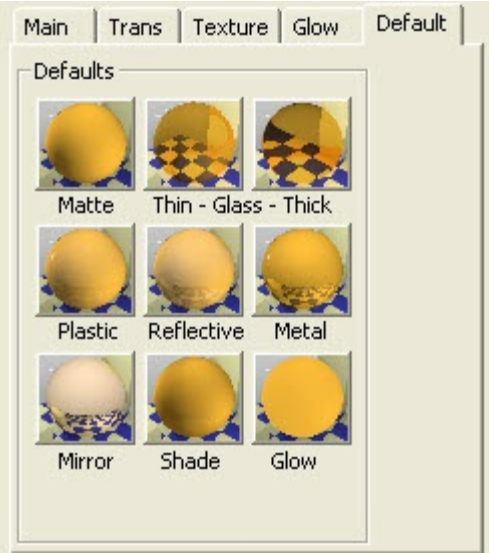 Main Trans Texture Glow Default
Defaults
Matte Thin - Glass - Thick
Plastic Reflective Metal
Mirror Shade Glow